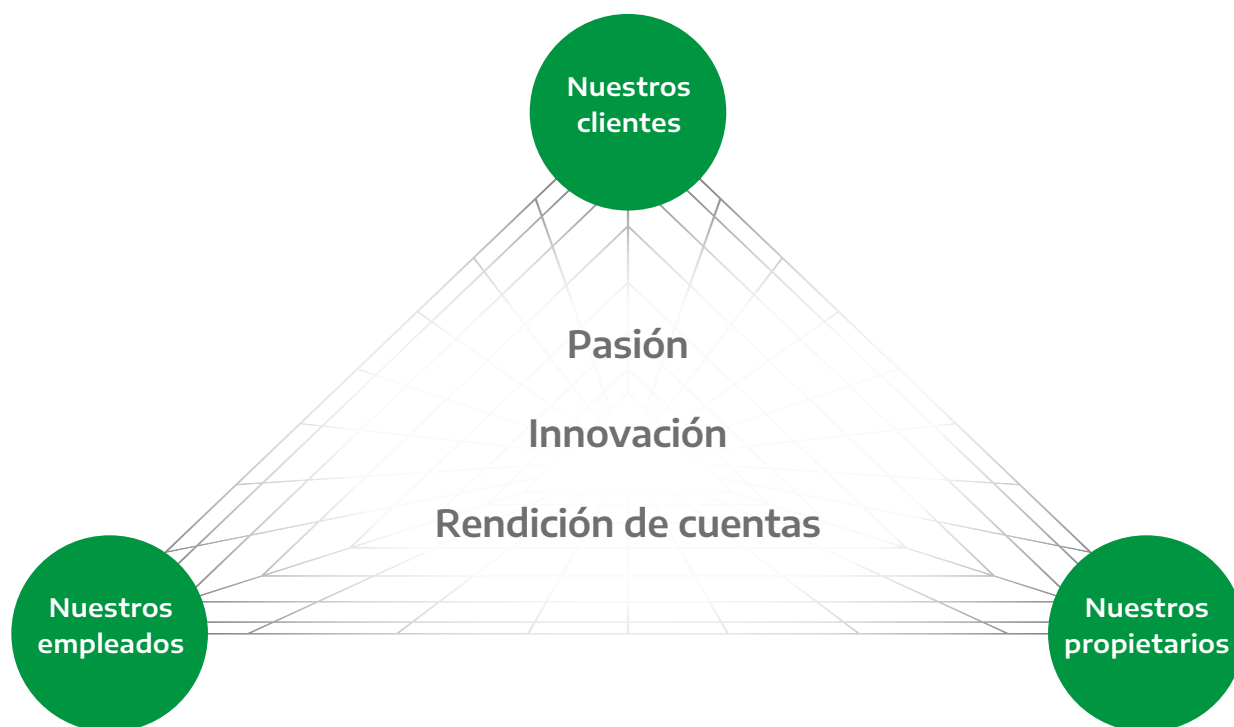 Nuestros
clientes
Pasión
Innovación
Rendición de cuentas
Nuestros
empleados
Nuestros
propietarios